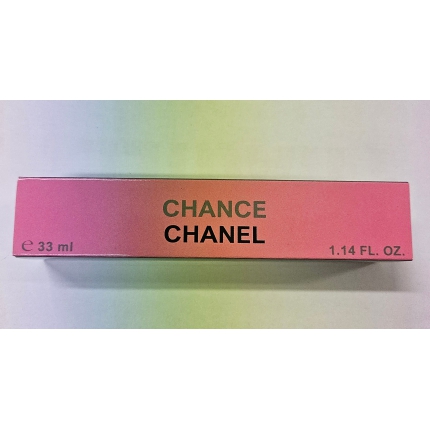 CHANCE
CHANEL
℮ 33 ml
1.14 FL. OZ.